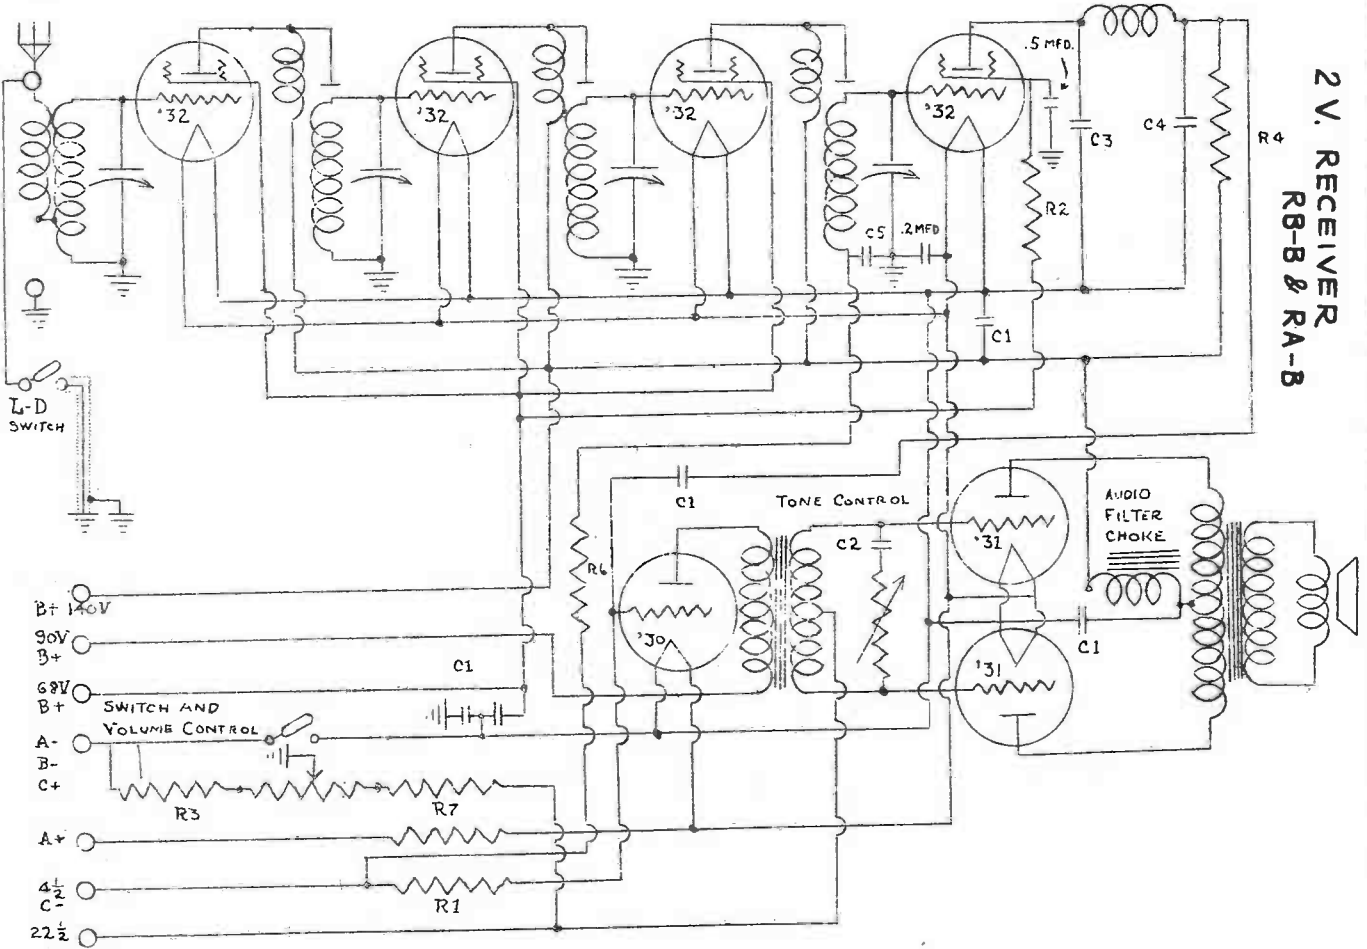 2 V. RECEIVER
RB-B & RA-B
'32
'32
'32
'32
.5 MFD.
C3
C4
R4
R2
C5
.2 MFD
C1
L-D
SWITCH
C1
TONE CONTROL
AUDIO
FILTER
CHOKE
'31
C2
R6
'30
C1
'31
B+ 140V
90V
B+
68V
B+
C1
SWITCH AND
VOLUME CONTROL
A-
B-
C+
R3
R7
A+
4½
C-
R1
22½